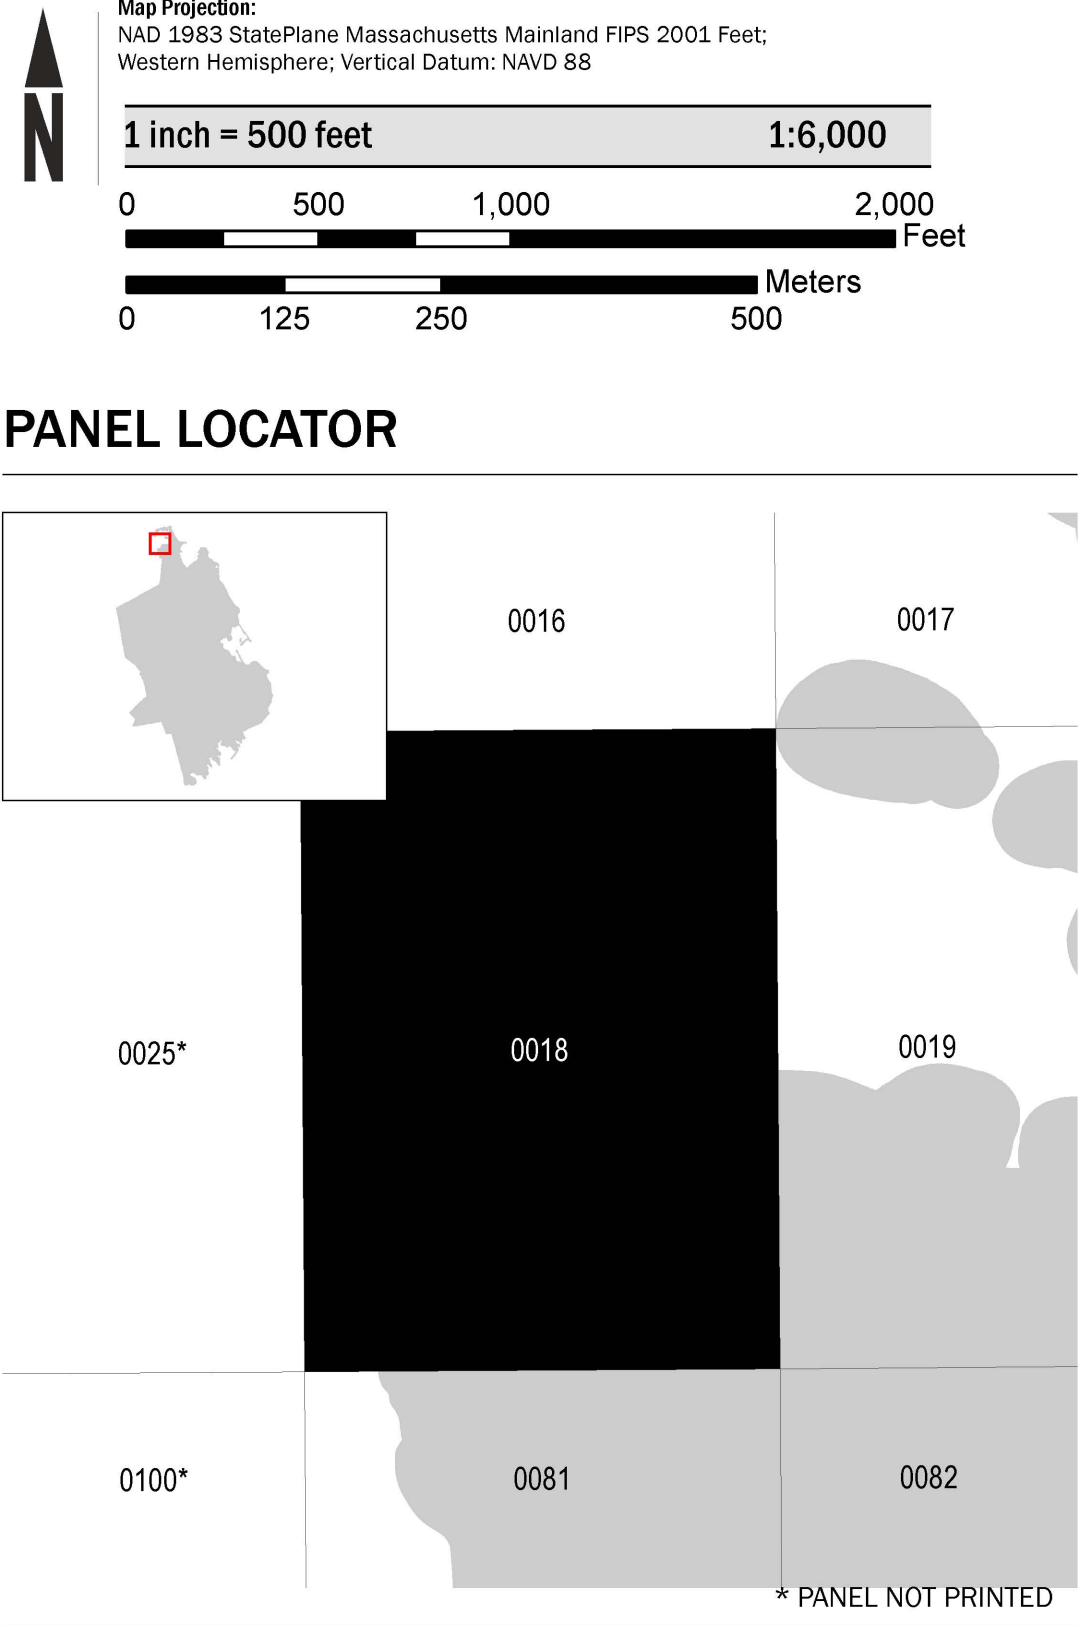 Map Projection:
NAD 1983 StatePlane Massachusetts Mainland FIPS 2001 Feet;
Western Hemisphere; Vertical Datum: NAVD 88
N
1 inch = 500 feet 1:6,000
0 500 1,000 2,000
Feet
Meters
0 125 250 500
PANEL LOCATOR
0016 0017
0025* 0018 0019
0100* 0081 0082
* PANEL NOT PRINTED